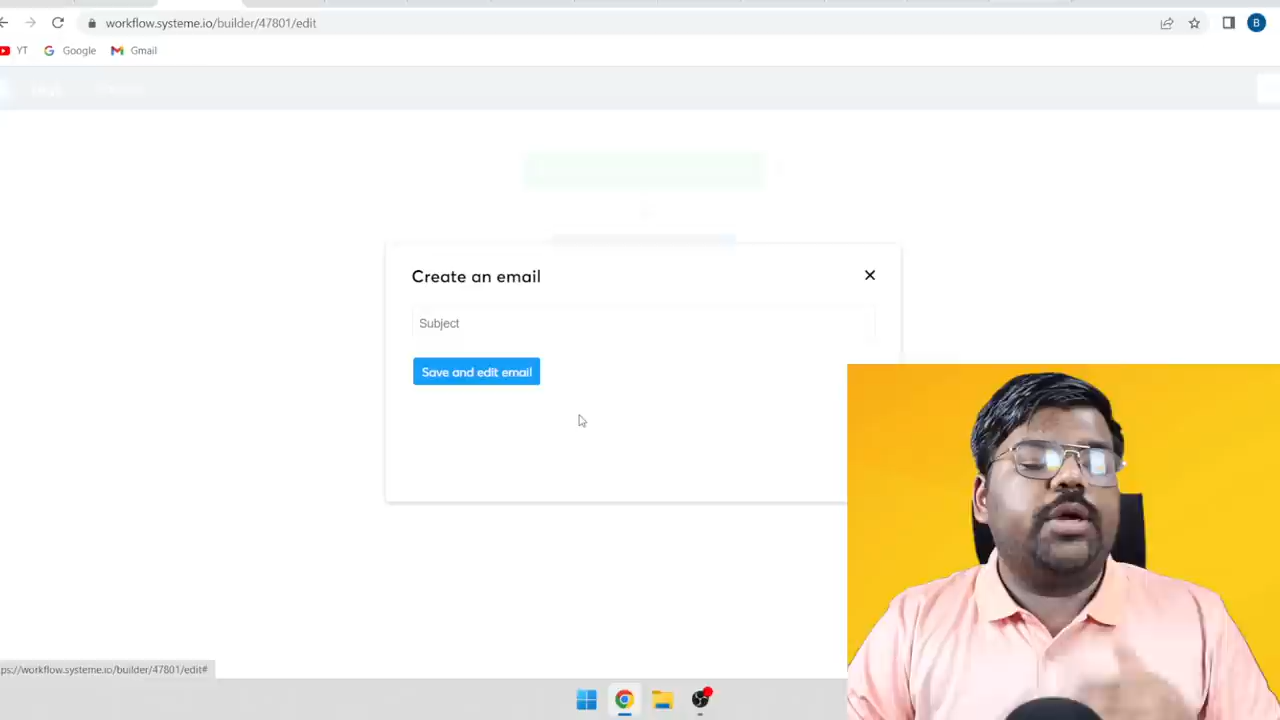 workflow.systeme.io/builder/47801/edit
B
YT
Google
Gmail
Create an email
Subject
Save and edit email
ps://workflow.systeme.io/builder/47801/edit#